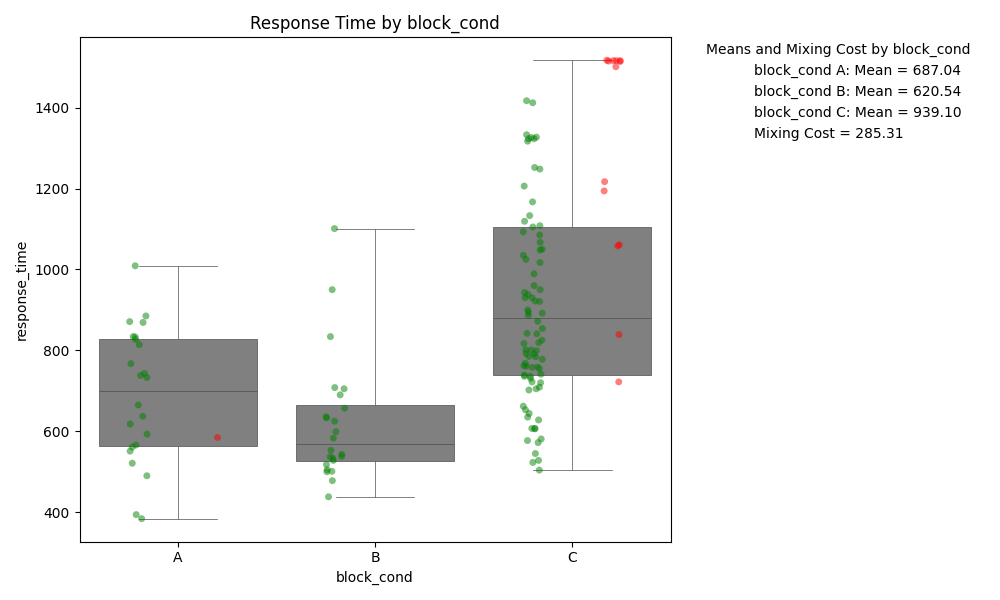 Response Time by block_cond
Means and Mixing Cost by block_cond
block_cond A: Mean = 687.04
block_cond B: Mean = 620.54
block_cond C: Mean = 939.10
Mixing Cost = 285.31
response_time
1400
1200
1000
800
600
400
A
B
C
block_cond